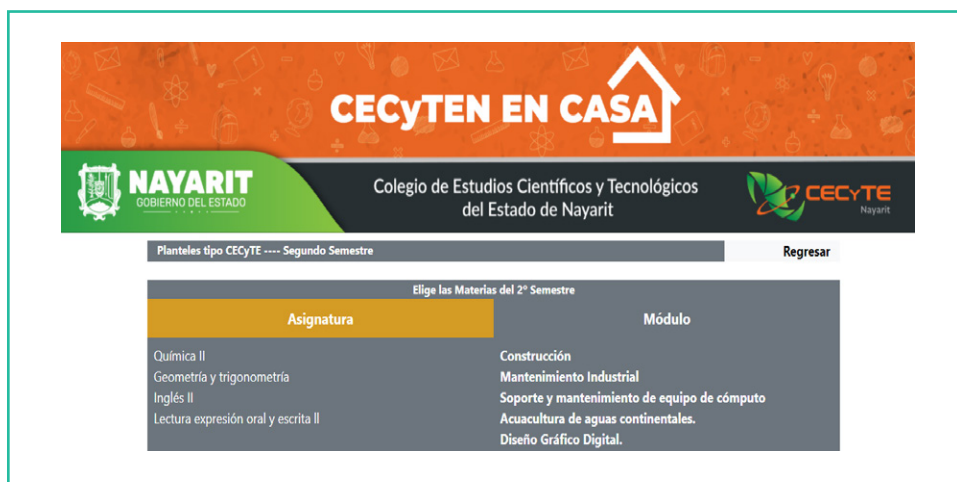 CECyTEN EN CASA
NAYARIT
GOBIERNO DEL ESTADO
Colegio de Estudios Científicos y Tecnológicos
del Estado de Nayarit
CECyTE
Nayarit
Planteles tipo CECyTE ---- Segundo Semestre
Regresar
Elige las Materias del 2º Semestre
Asignatura
Módulo
Química II
Construcción
Geometría y trigonometría
Mantenimiento Industrial
Inglés II
Soporte y mantenimiento de equipo de cómputo
Lectura expresión oral y escrita ll
Acuacultura de aguas continentales.
Diseño Gráfico Digital.